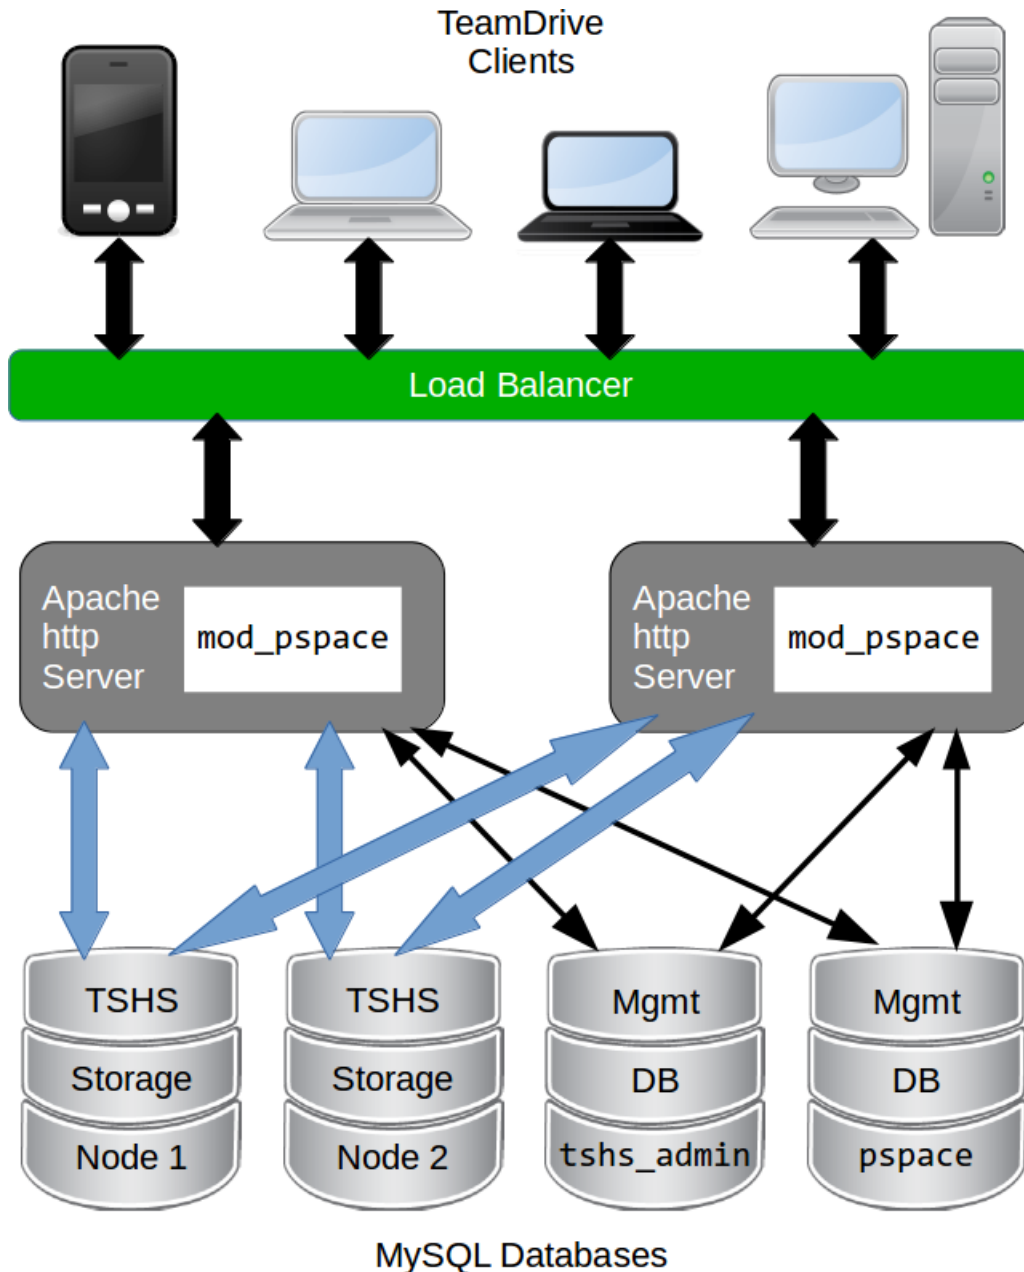 TeamDrive
Clients
Load Balancer
Apache
http
Server
mod_pspace
Apache
http
Server
mod_pspace
TSHS
Storage
Node 1
TSHS
Storage
Node 2
Mgmt
DB
tshs_admin
Mgmt
DB
pspace
MySQL Databases